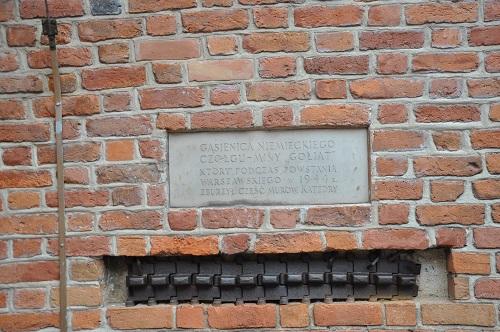 GĄSIENICA NIEMIECKIEGO
CZOŁGU-MINY „GOLIAT”
KTÓRY PODCZAS POWSTANIA
WARSZAWSKIEGO W 1944 R.
ZBURZYŁ CZĘŚĆ MURÓW KATEDRY